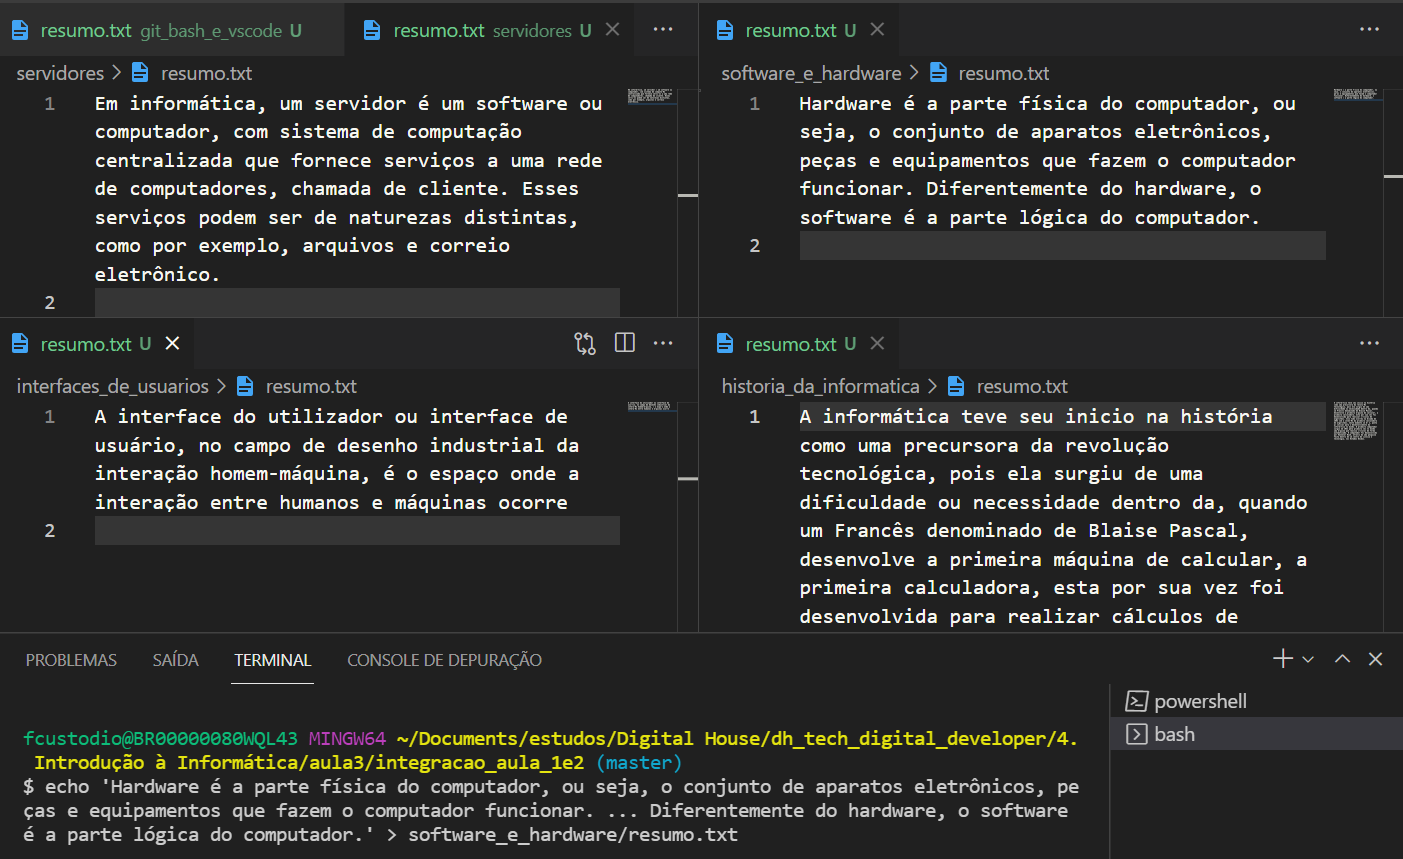 resumo.txt git_bash_e_vscode U
resumo.txt servidores U
servidores > resumo.txt
1 Em informática, um servidor é um software ou
computador, com sistema de computação
centralizada que fornece serviços a uma rede
de computadores, chamada de cliente. Esses
serviços podem ser de naturezas distintas,
como por exemplo, arquivos e correio
eletrônico.
2
resumo.txt U
software_e_hardware > resumo.txt
1 Hardware é a parte física do computador, ou
seja, o conjunto de aparatos eletrônicos,
peças e equipamentos que fazem o computador
funcionar. Diferentemente do hardware, o
software é a parte lógica do computador.
2
resumo.txt U
interfaces_de_usuarios > resumo.txt
1 A interface do utilizador ou interface de
usuário, no campo de desenho industrial da
interação homem-máquina, é o espaço onde a
interação entre humanos e máquinas ocorre
2
resumo.txt U
historia_da_informatica > resumo.txt
1 A informática teve seu inicio na história
como uma precursora da revolução
tecnológica, pois ela surgiu de uma
dificuldade ou necessidade dentro da, quando
um Francês denominado de Blaise Pascal,
desenvolve a primeira máquina de calcular, a
primeira calculadora, esta por sua vez foi
desenvolvida para realizar cálculos de
PROBLEMAS SAÍDA TERMINAL CONSOLE DE DEPURAÇÃO
fcustodio@BR00000080WQL43 MINGW64 ~/Documents/estudos/Digital House/dh_tech_digital_developer/4.
Introdução à Informática/aula3/integracao_aula_1e2 (master)
$ echo 'Hardware é a parte física do computador, ou seja, o conjunto de aparatos eletrônicos, pe
ças e equipamentos que fazem o computador funcionar. ... Diferentemente do hardware, o software
é a parte lógica do computador.' > software_e_hardware/resumo.txt
powershell
bash